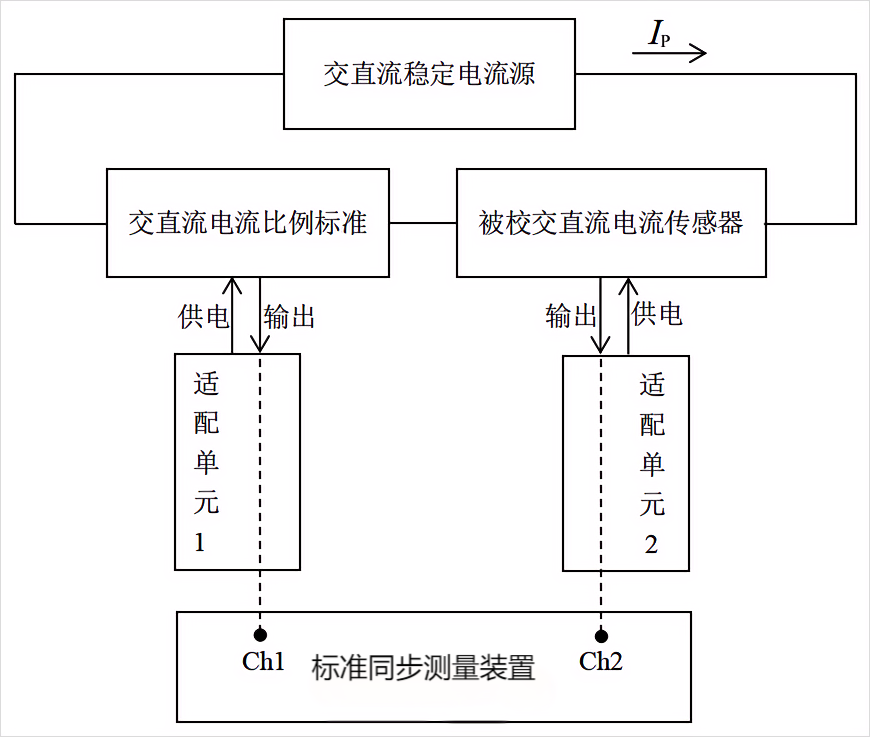 交直流稳定电流源
IP
交直流电流比例标准
被校交直流电流传感器
供电
输出
输出
供电
适配单元1
适配单元2
Ch1
标准同步测量装置
Ch2